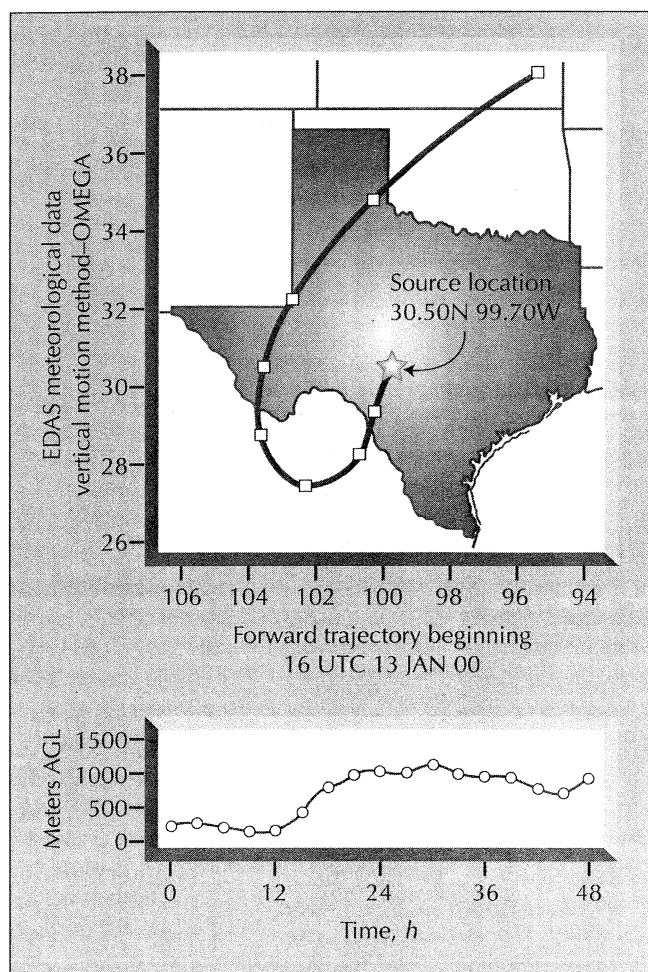 38
36
34
32
30
28
26
EDAS meteorological data
vertical motion method–OMEGA
Source location
30.50N 99.70W
106 104 102 100 98 96 94
Forward trajectory beginning
16 UTC 13 JAN 00
1500
1000
500
0
Meters AGL
0 12 24 36 48
Time, h